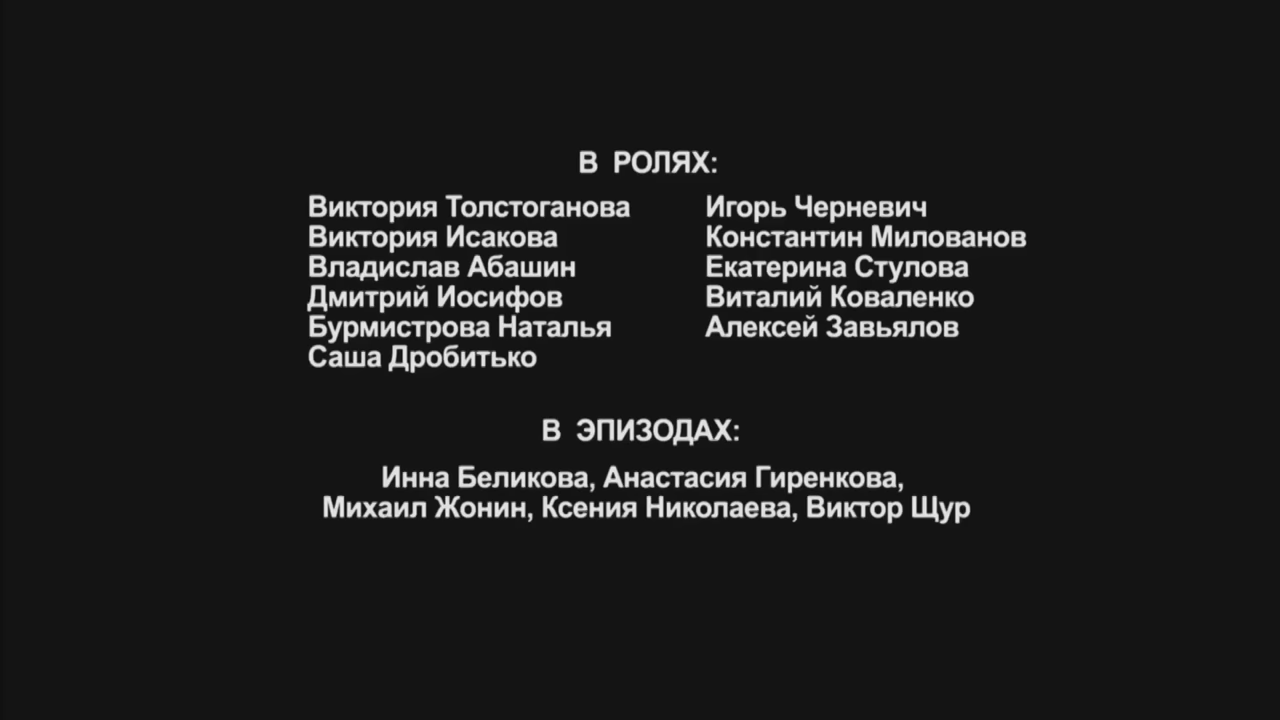 В РОЛЯХ:
Виктория Толстоганова
Виктория Исакова
Владислав Абашин
Дмитрий Иосифов
Бурмистрова Наталья
Саша Дробитько
Игорь Черневич
Константин Милованов
Екатерина Стулова
Виталий Коваленко
Алексей Завьялов
В ЭПИЗОДАХ:
Инна Беликова, Анастасия Гиренкова,
Михаил Жонин, Ксения Николаева, Виктор Щур